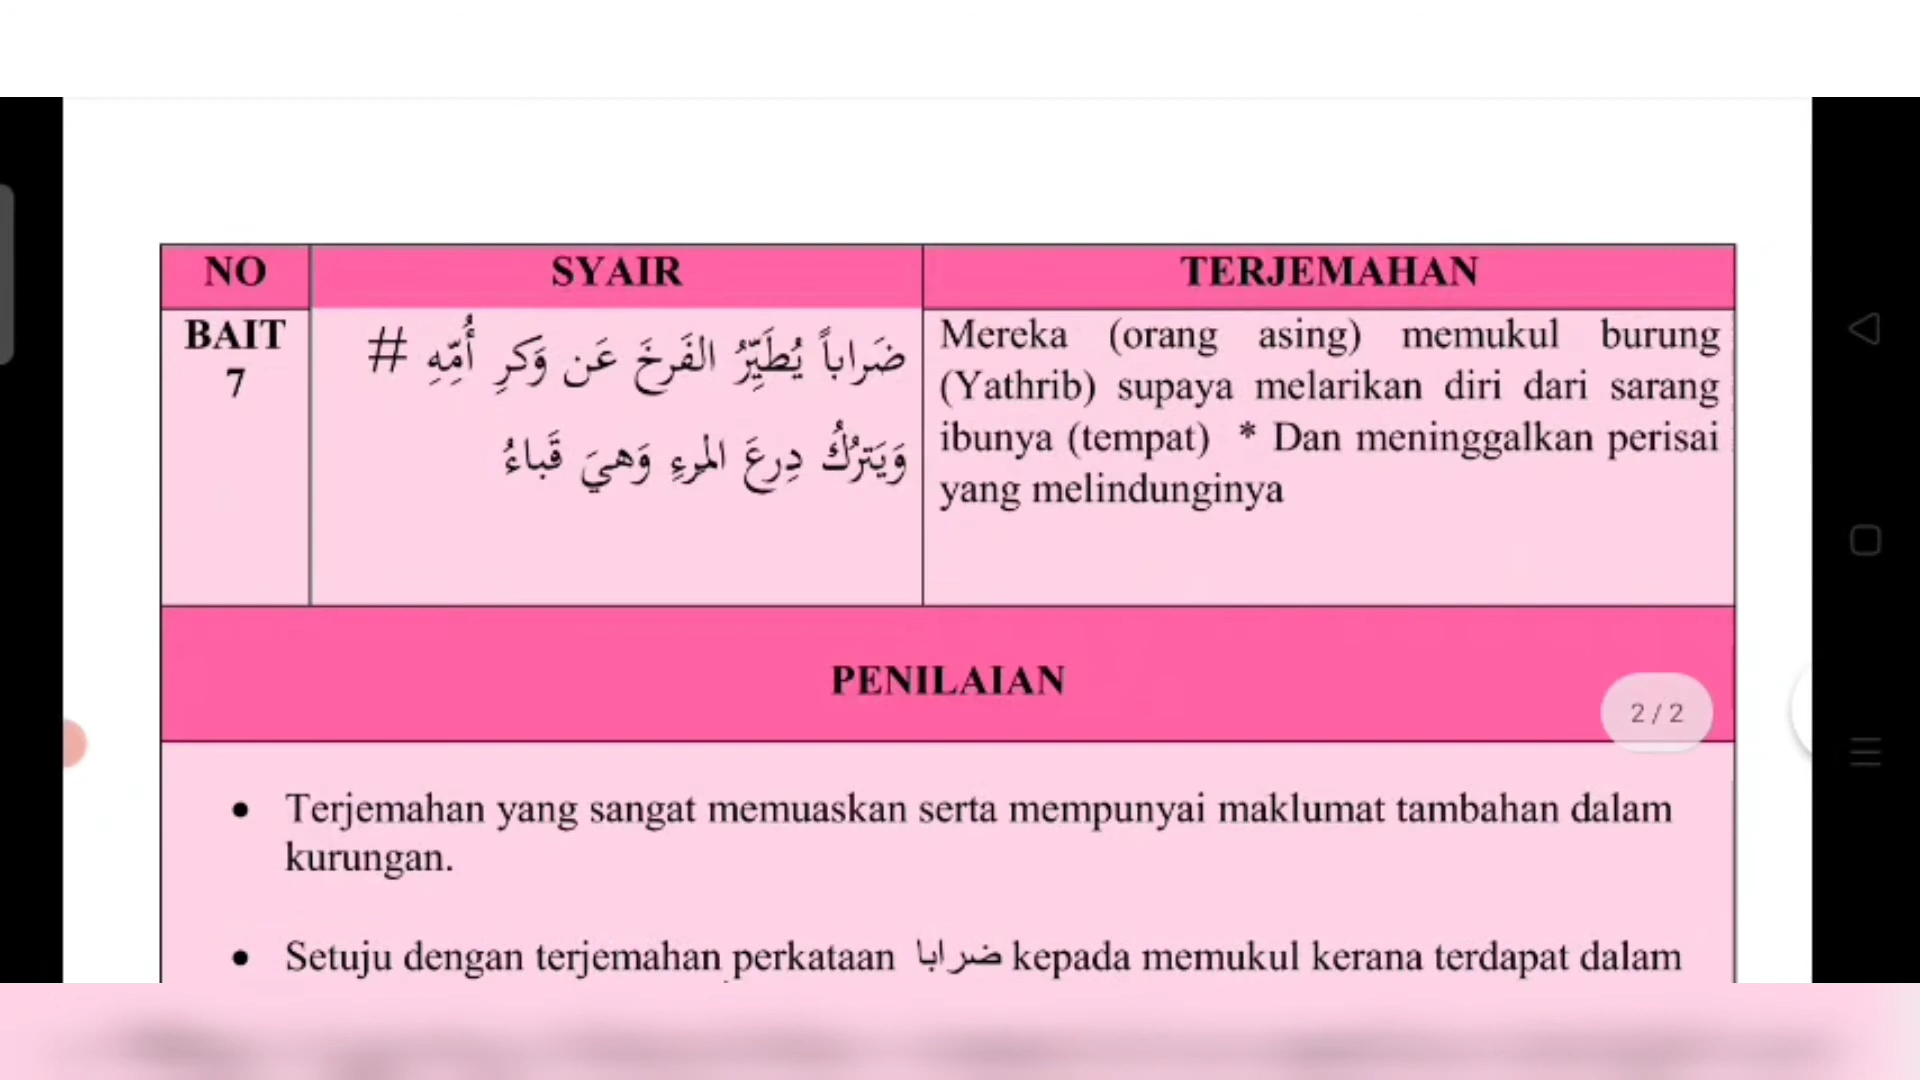 NO SYAIR TERJEMAHAN
BAIT
7
ضَراباً يُطَيِّرُ الفَرخَ عَن وَكرِ أُمِّهِ #
وَيَترُكُ دِرعَ المَرءِ وَهيَ قَباءُ
Mereka (orang asing) memukul burung
(Yathrib) supaya melarikan diri dari sarang
ibunya (tempat) * Dan meninggalkan perisai
yang melindunginya
PENILAIAN
2 / 2
• Terjemahan yang sangat memuaskan serta mempunyai maklumat tambahan dalam
kurungan.
• Setuju dengan terjemahan perkataan ضرابا kepada memukul kerana terdapat dalam